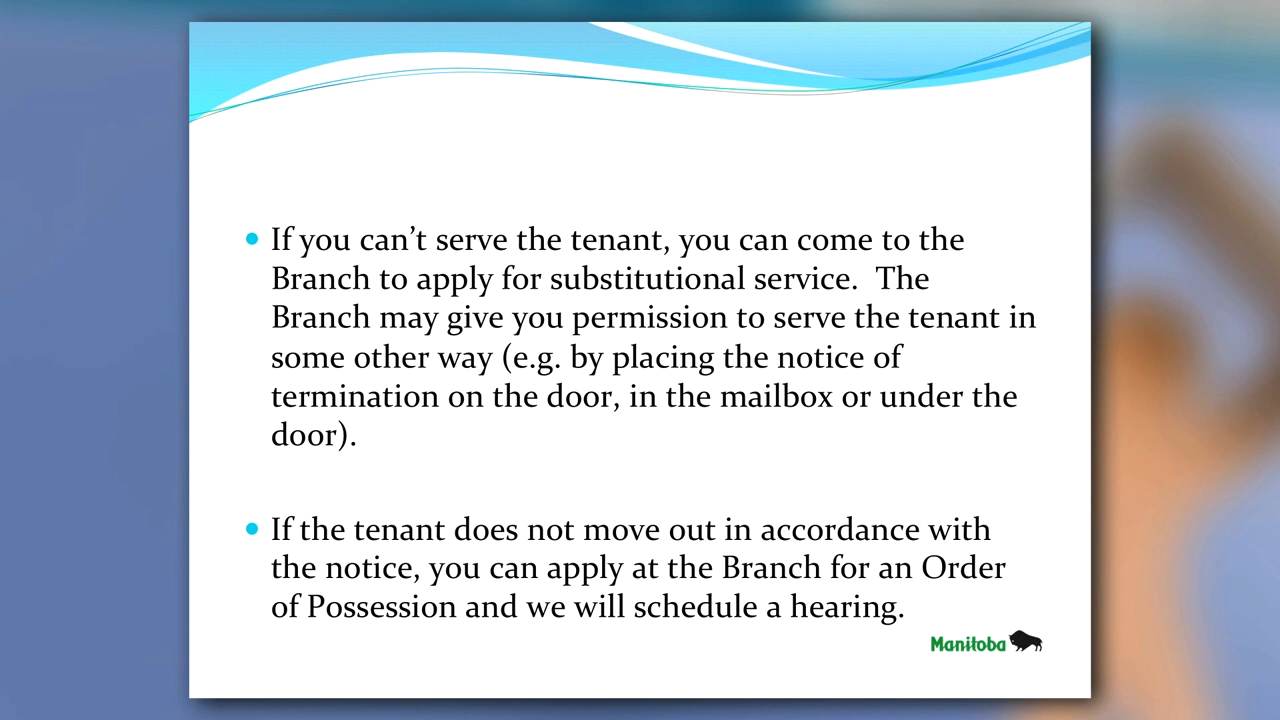 If you can’t serve the tenant, you can come to the
Branch to apply for substitutional service.  The
Branch may give you permission to serve the tenant in
some other way (e.g. by placing the notice of
termination on the door, in the mailbox or under the
door).
If the tenant does not move out in accordance with
the notice, you can apply at the Branch for an Order
of Possession and we will schedule a hearing.
Manitoba